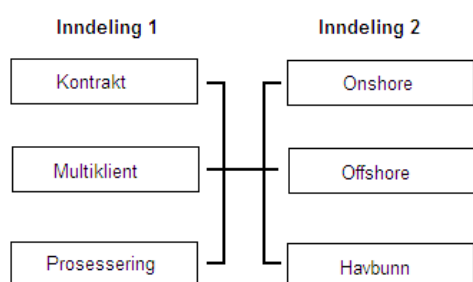 Inndeling 1
Inndeling 2
Kontrakt
Onshore
Multiklient
Offshore
Prosessering
Havbunn